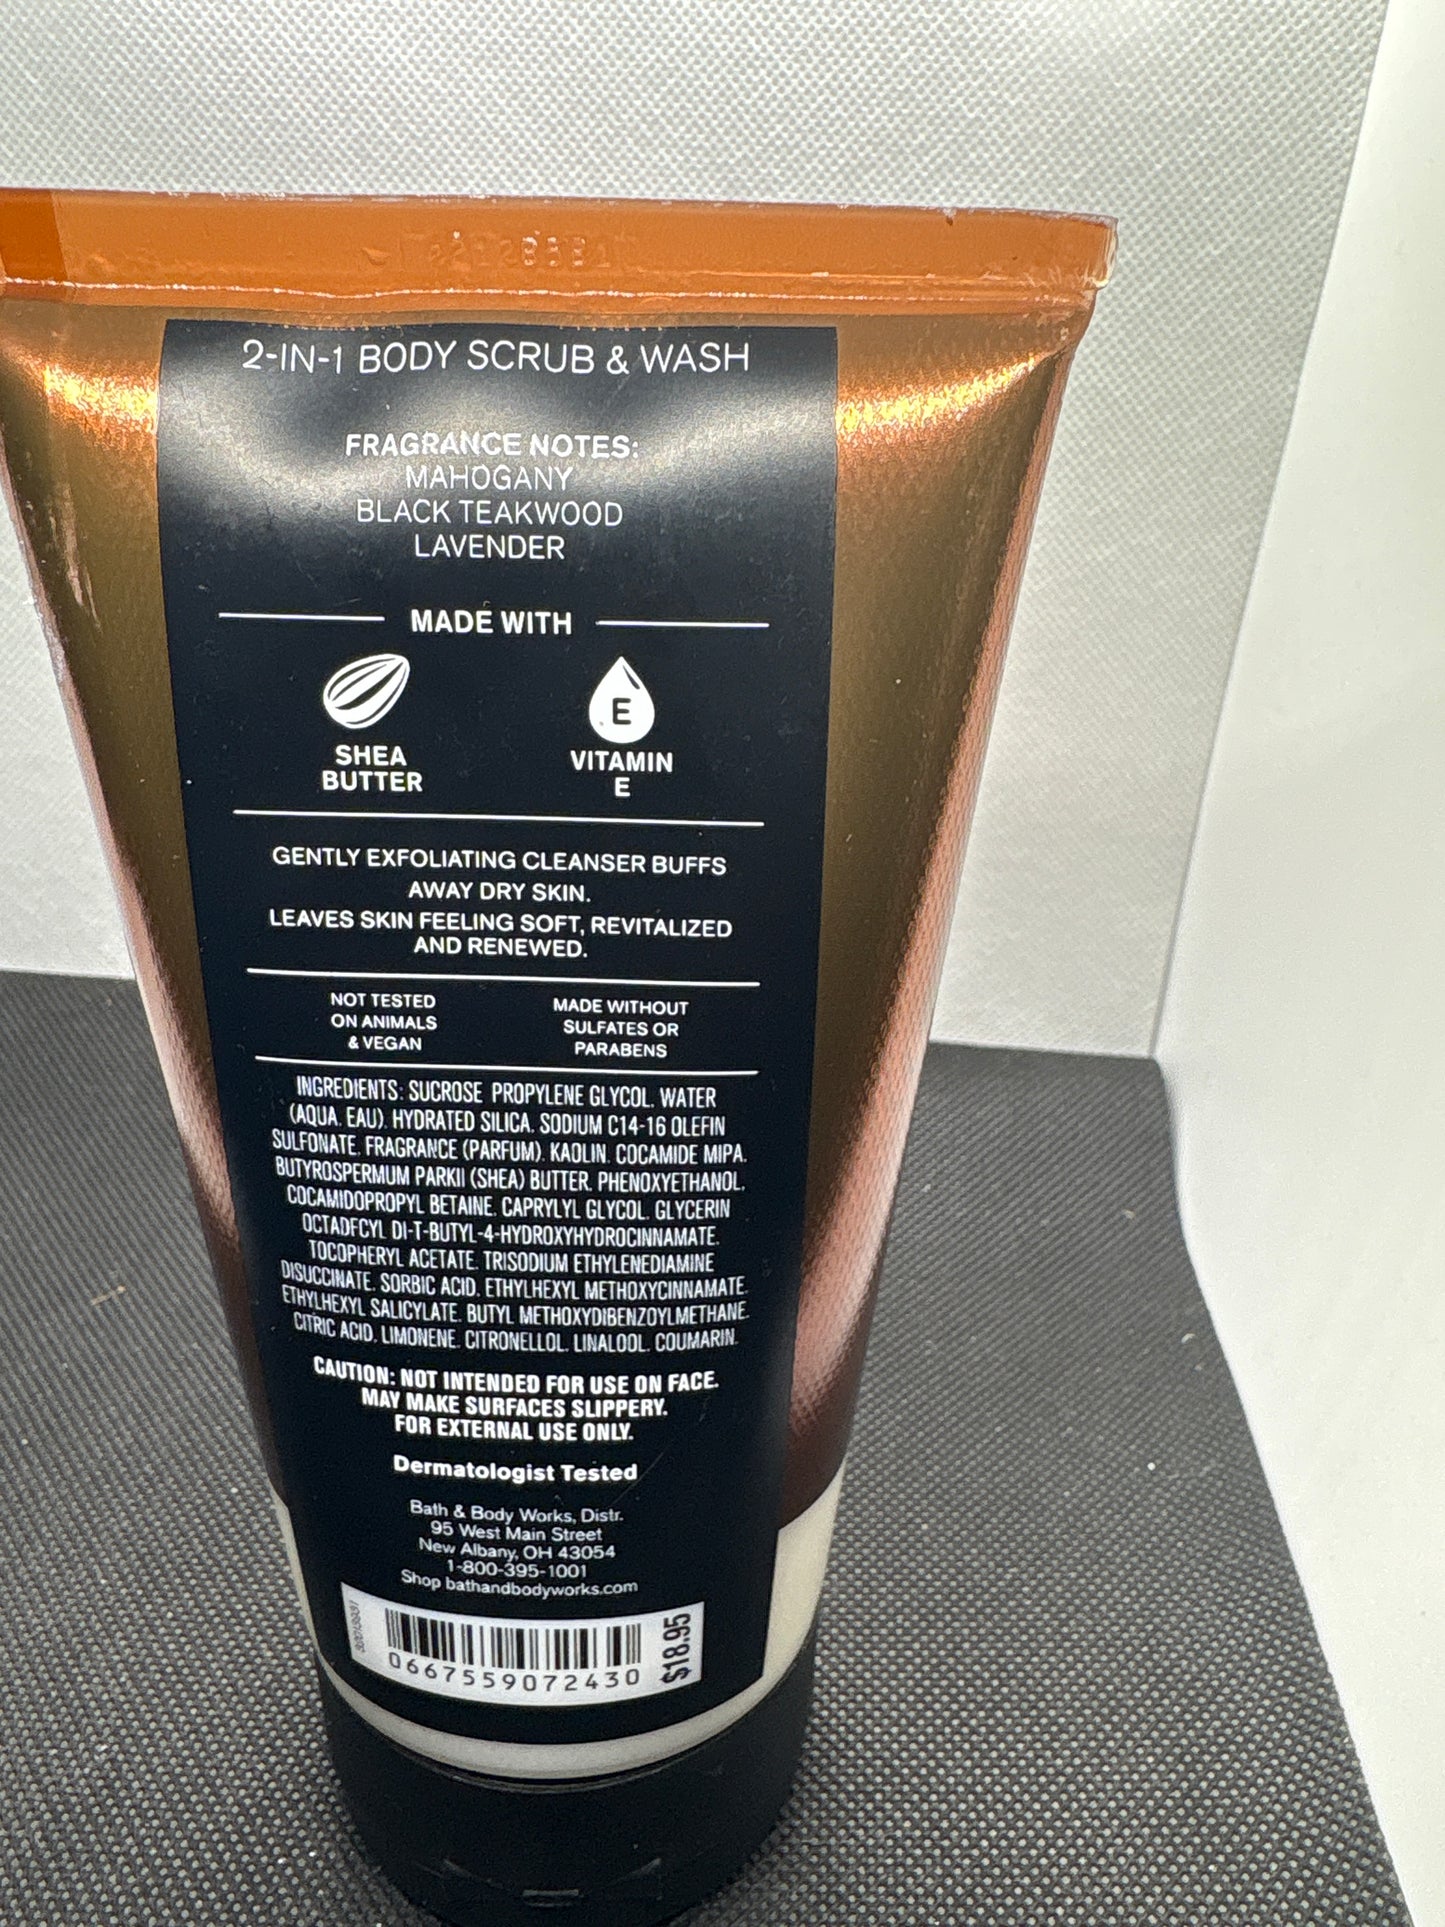 2-IN-1 BODY SCRUB & WASH
FRAGRANCE NOTES:
MAHOGANY
BLACK TEAKWOOD
LAVENDER
MADE WITH
E
SHEA
BUTTER
VITAMIN
E
GENTLY EXFOLIATING CLEANSER BUFFS
AWAY DRY SKIN.
LEAVES SKIN FEELING SOFT, REVITALIZED
AND RENEWED.
NOT TESTED
ON ANIMALS
& VEGAN
MADE WITHOUT
SULFATES OR
PARABENS
INGREDIENTS: SUCROSE, PROPYLENE GLYCOL, WATER
(AQUA, EAU), HYDRATED SILICA, SODIUM C14-16 OLEFIN
SULFONATE, FRAGRANCE (PARFUM), KAOLIN, COCAMIDE MIPA,
BUTYROSPERMUM PARKII (SHEA) BUTTER, PHENOXYETHANOL,
COCAMIDOPROPYL BETAINE, CAPRYLYL GLYCOL, GLYCERIN
DI-T-BUTYL-4-HYDROXYHYDROCINNAMATE,
TOCOPHERYL ACETATE, TRISODIUM ETHYLENEDIAMINE
DISUCCINATE, SORBIC ACID, ETHYLHEXYL METHOXYCINNAMATE,
ETHYLHEXYL SALICYLATE, BUTYL METHOXYDIBENZOYLMETHANE,
CITRIC ACID, LIMONENE, CITRONELLOL, LINALOOL, COUMARIN.
CAUTION: NOT INTENDED FOR USE ON FACE.
MAY MAKE SURFACES SLIPPERY.
FOR EXTERNAL USE ONLY.
Dermatologist Tested
Bath & Body Works, Distr.
95 West Main Street
New Albany, OH 43054
1-800-395-1001
Shop bathandbodyworks.com
0667559072430
$18.95